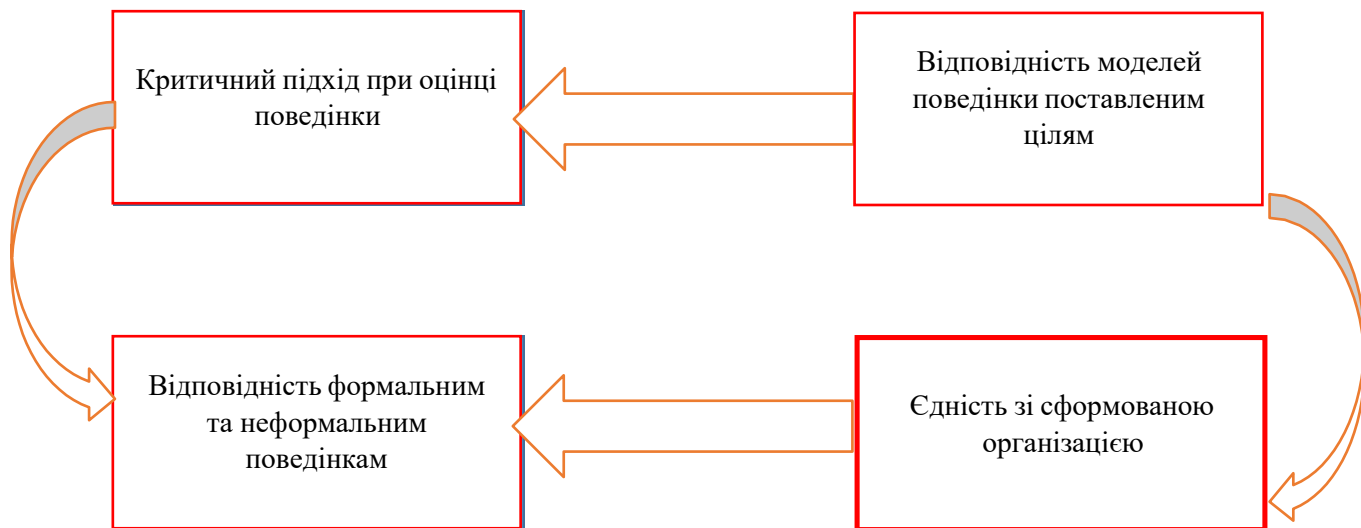 Критичний підхід при оцінці
поведінки
Відповідність моделей
поведінки поставленим
цілям
Відповідність формальним
та неформальним
поведінкам
Єдність зі сформованою
організацією